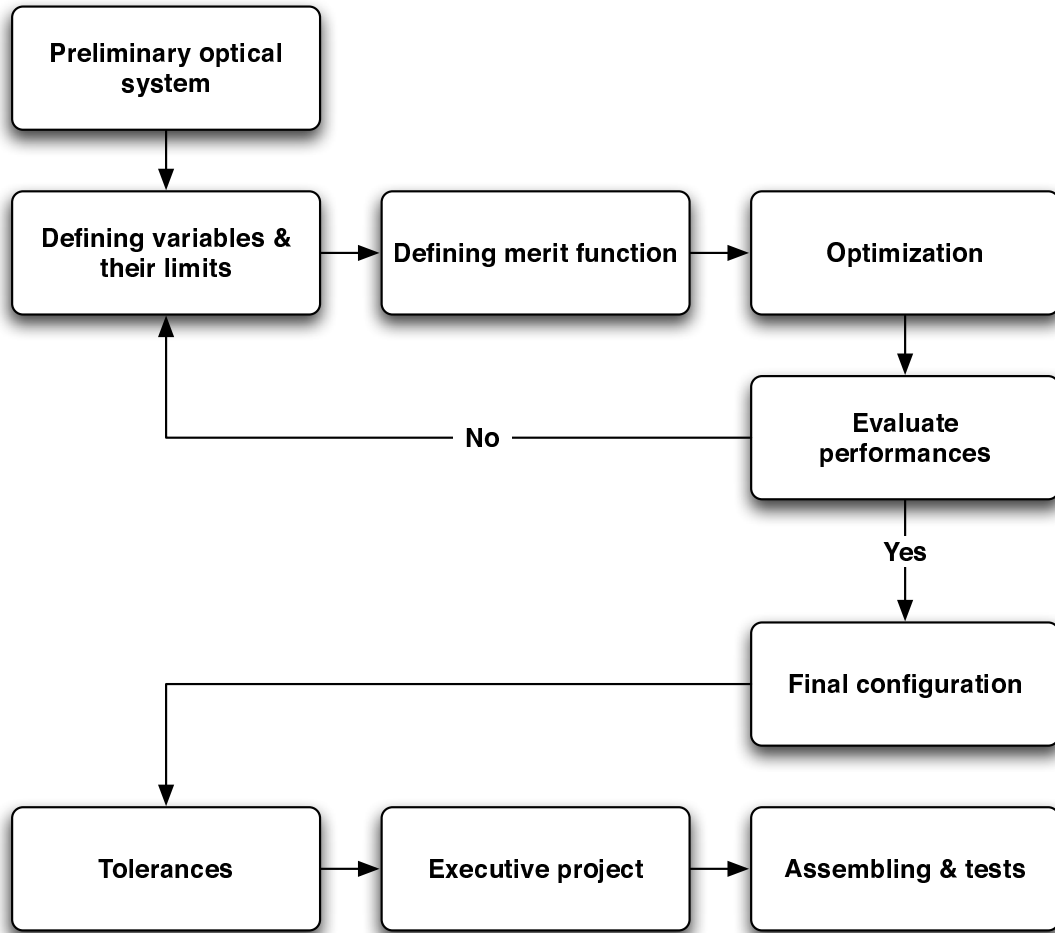 Preliminary optical
system
Defining variables &
their limits
Defining merit function
Optimization
Evaluate
performances
No
Yes
Final configuration
Tolerances
Executive project
Assembling & tests